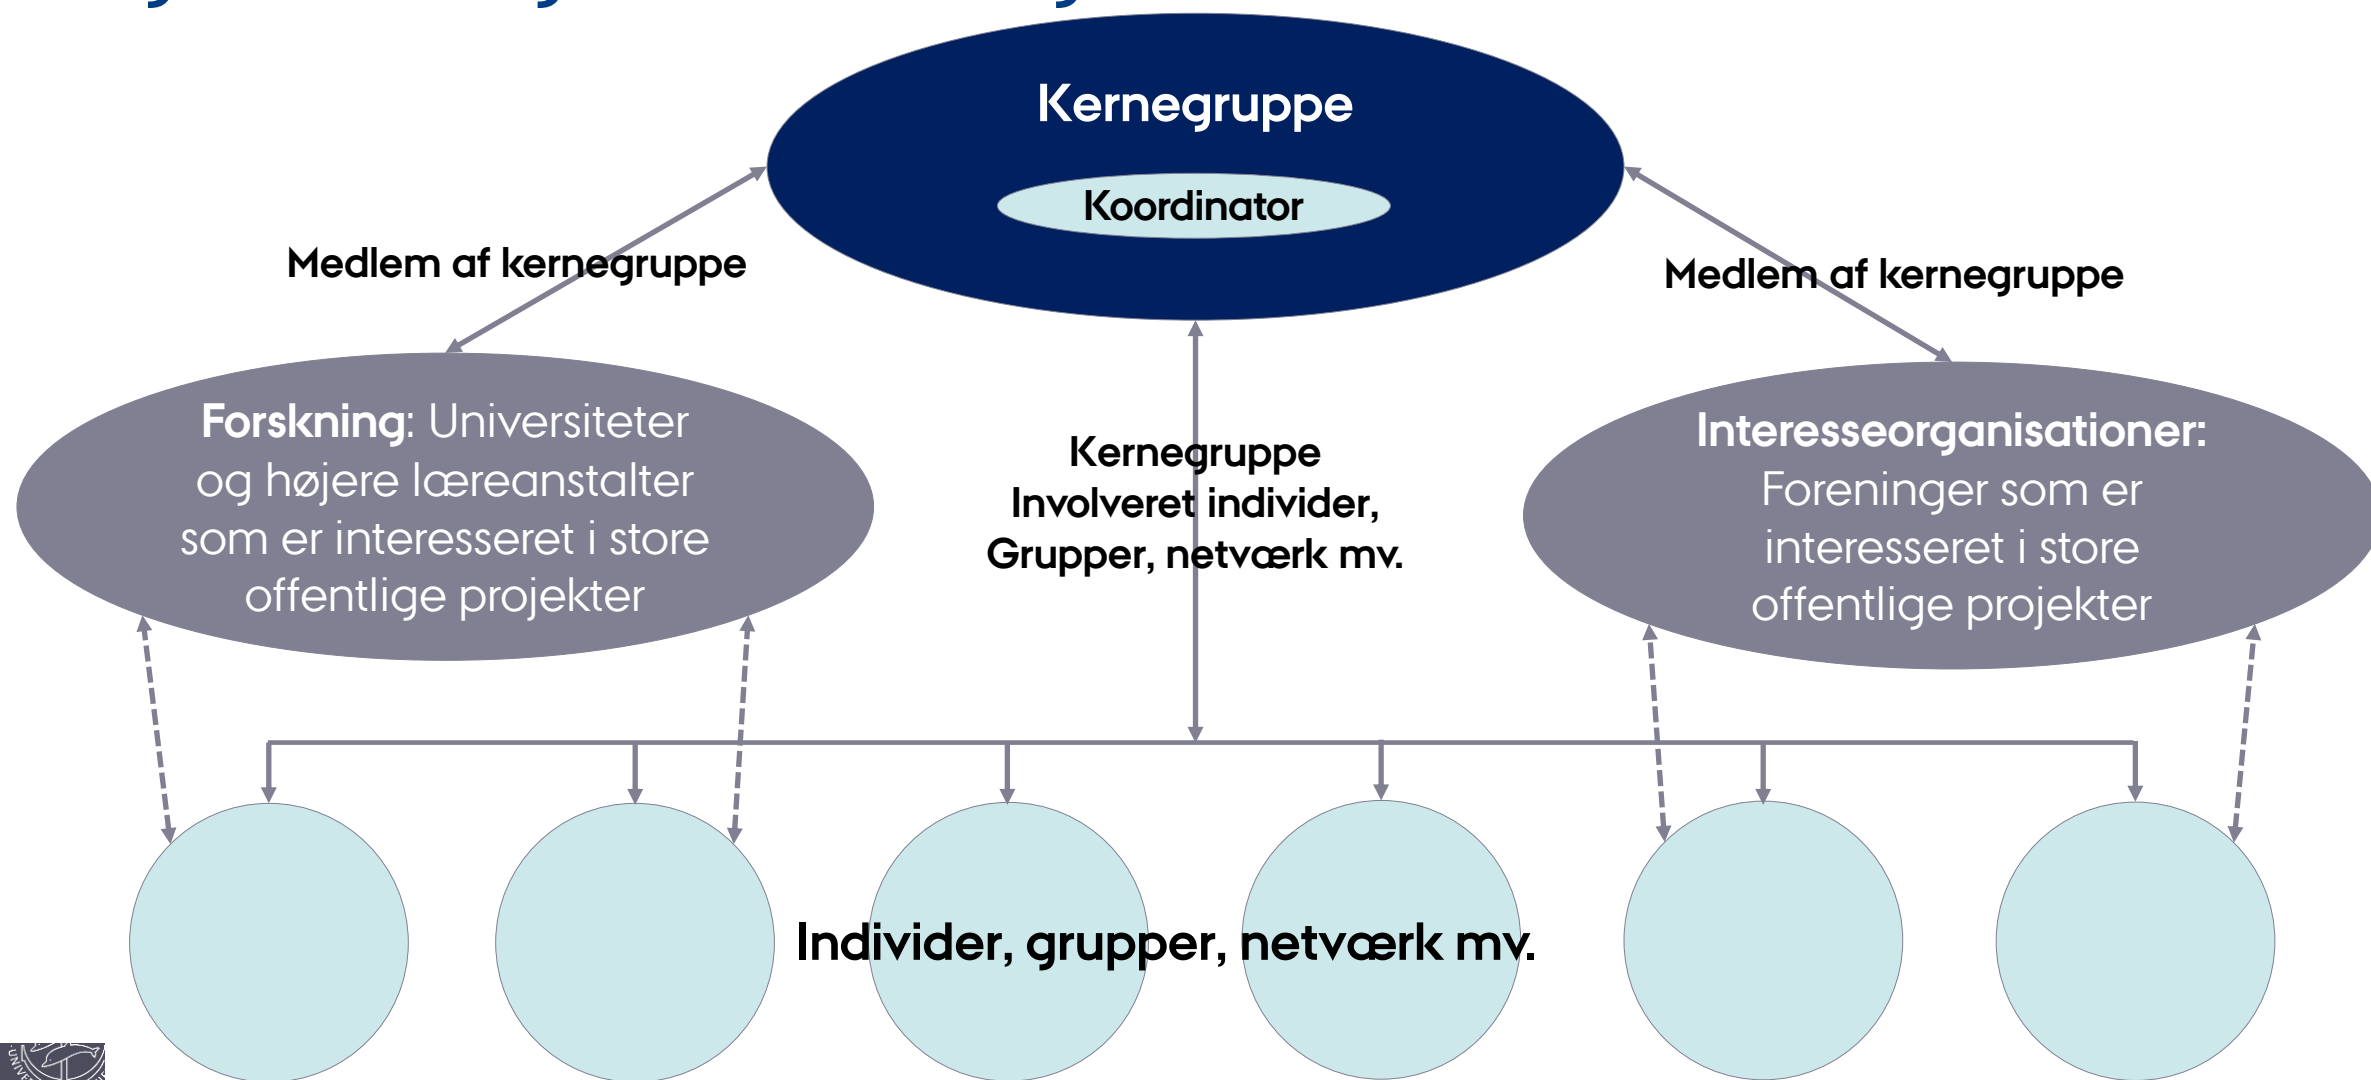 Kernegruppe
Koordinator
Medlem af kernegruppe
Medlem af kernegruppe
Forskning: Universiteter
og højere læreanstalter
som er interesseret i store
offentlige projekter
Kernegruppe
Involveret individer,
Grupper, netværk mv.
Interesseorganisationer:
Foreninger som er
interesseret i store
offentlige projekter
Individer, grupper, netværk mv.